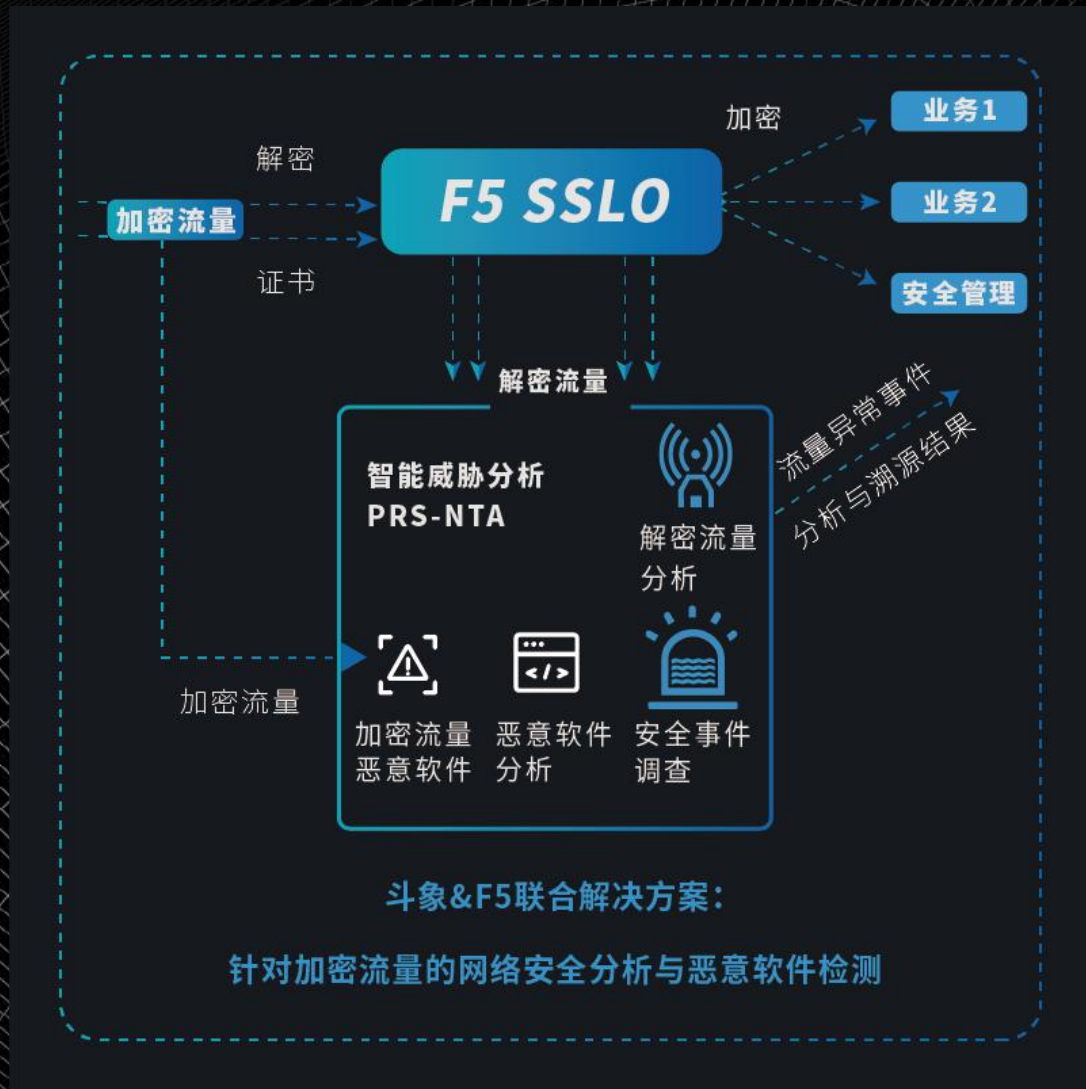 加密
业务1
解密
F5 SSLO
业务2
加密流量
证书
安全管理
解密流量
流量异常事件
分析与溯源结果
智能威胁分析
PRS-NTA
解密流量
分析
</>
加密流量
加密流量
恶意软件
恶意软件
分析
安全事件
调查
斗象&F5联合解决方案：
针对加密流量的网络安全分析与恶意软件检测